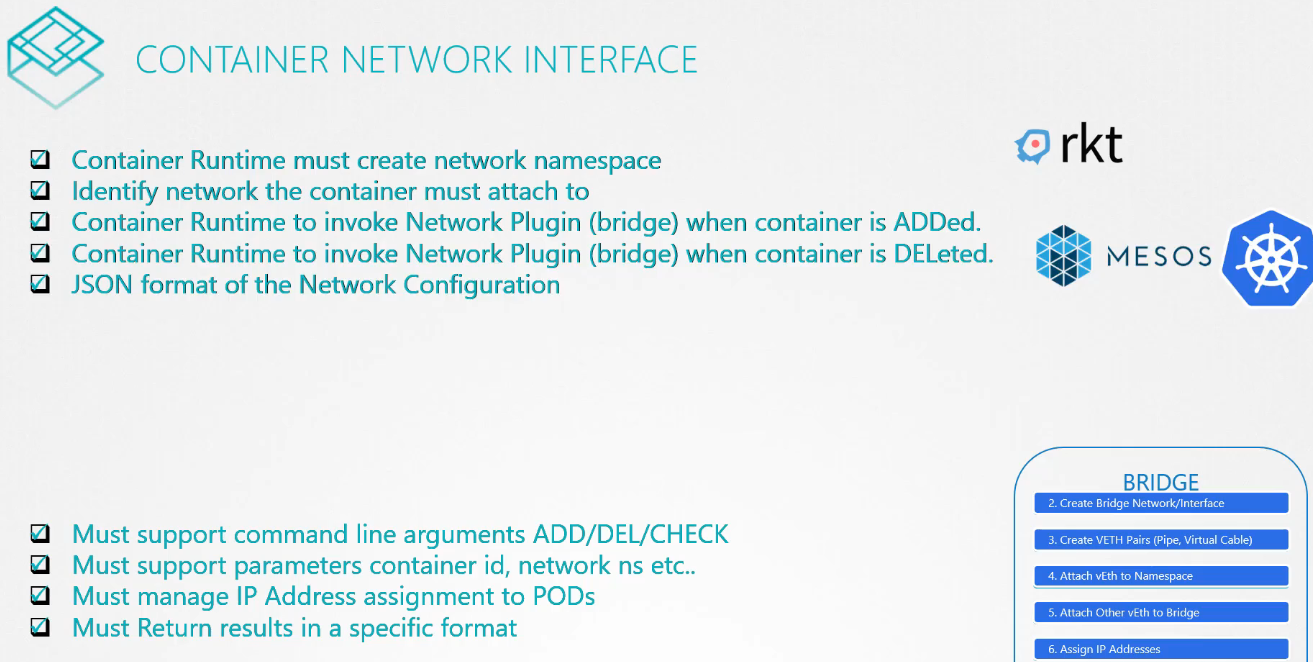 CONTAINER NETWORK INTERFACE
Container Runtime must create network namespace
Identify network the container must attach to
Container Runtime to invoke Network Plugin (bridge) when container is ADDed.
Container Runtime to invoke Network Plugin (bridge) when container is DELeted.
JSON format of the Network Configuration
rkt
MESOS
Must support command line arguments ADD/DEL/CHECK
Must support parameters container id, network ns etc..
Must manage IP Address assignment to PODs
Must Return results in a specific format
BRIDGE
2. Create Bridge Network/Interface
3. Create VETH Pairs (Pipe, Virtual Cable)
4. Attach vEth to Namespace
5. Attach Other vEth to Bridge
6. Assign IP Addresses